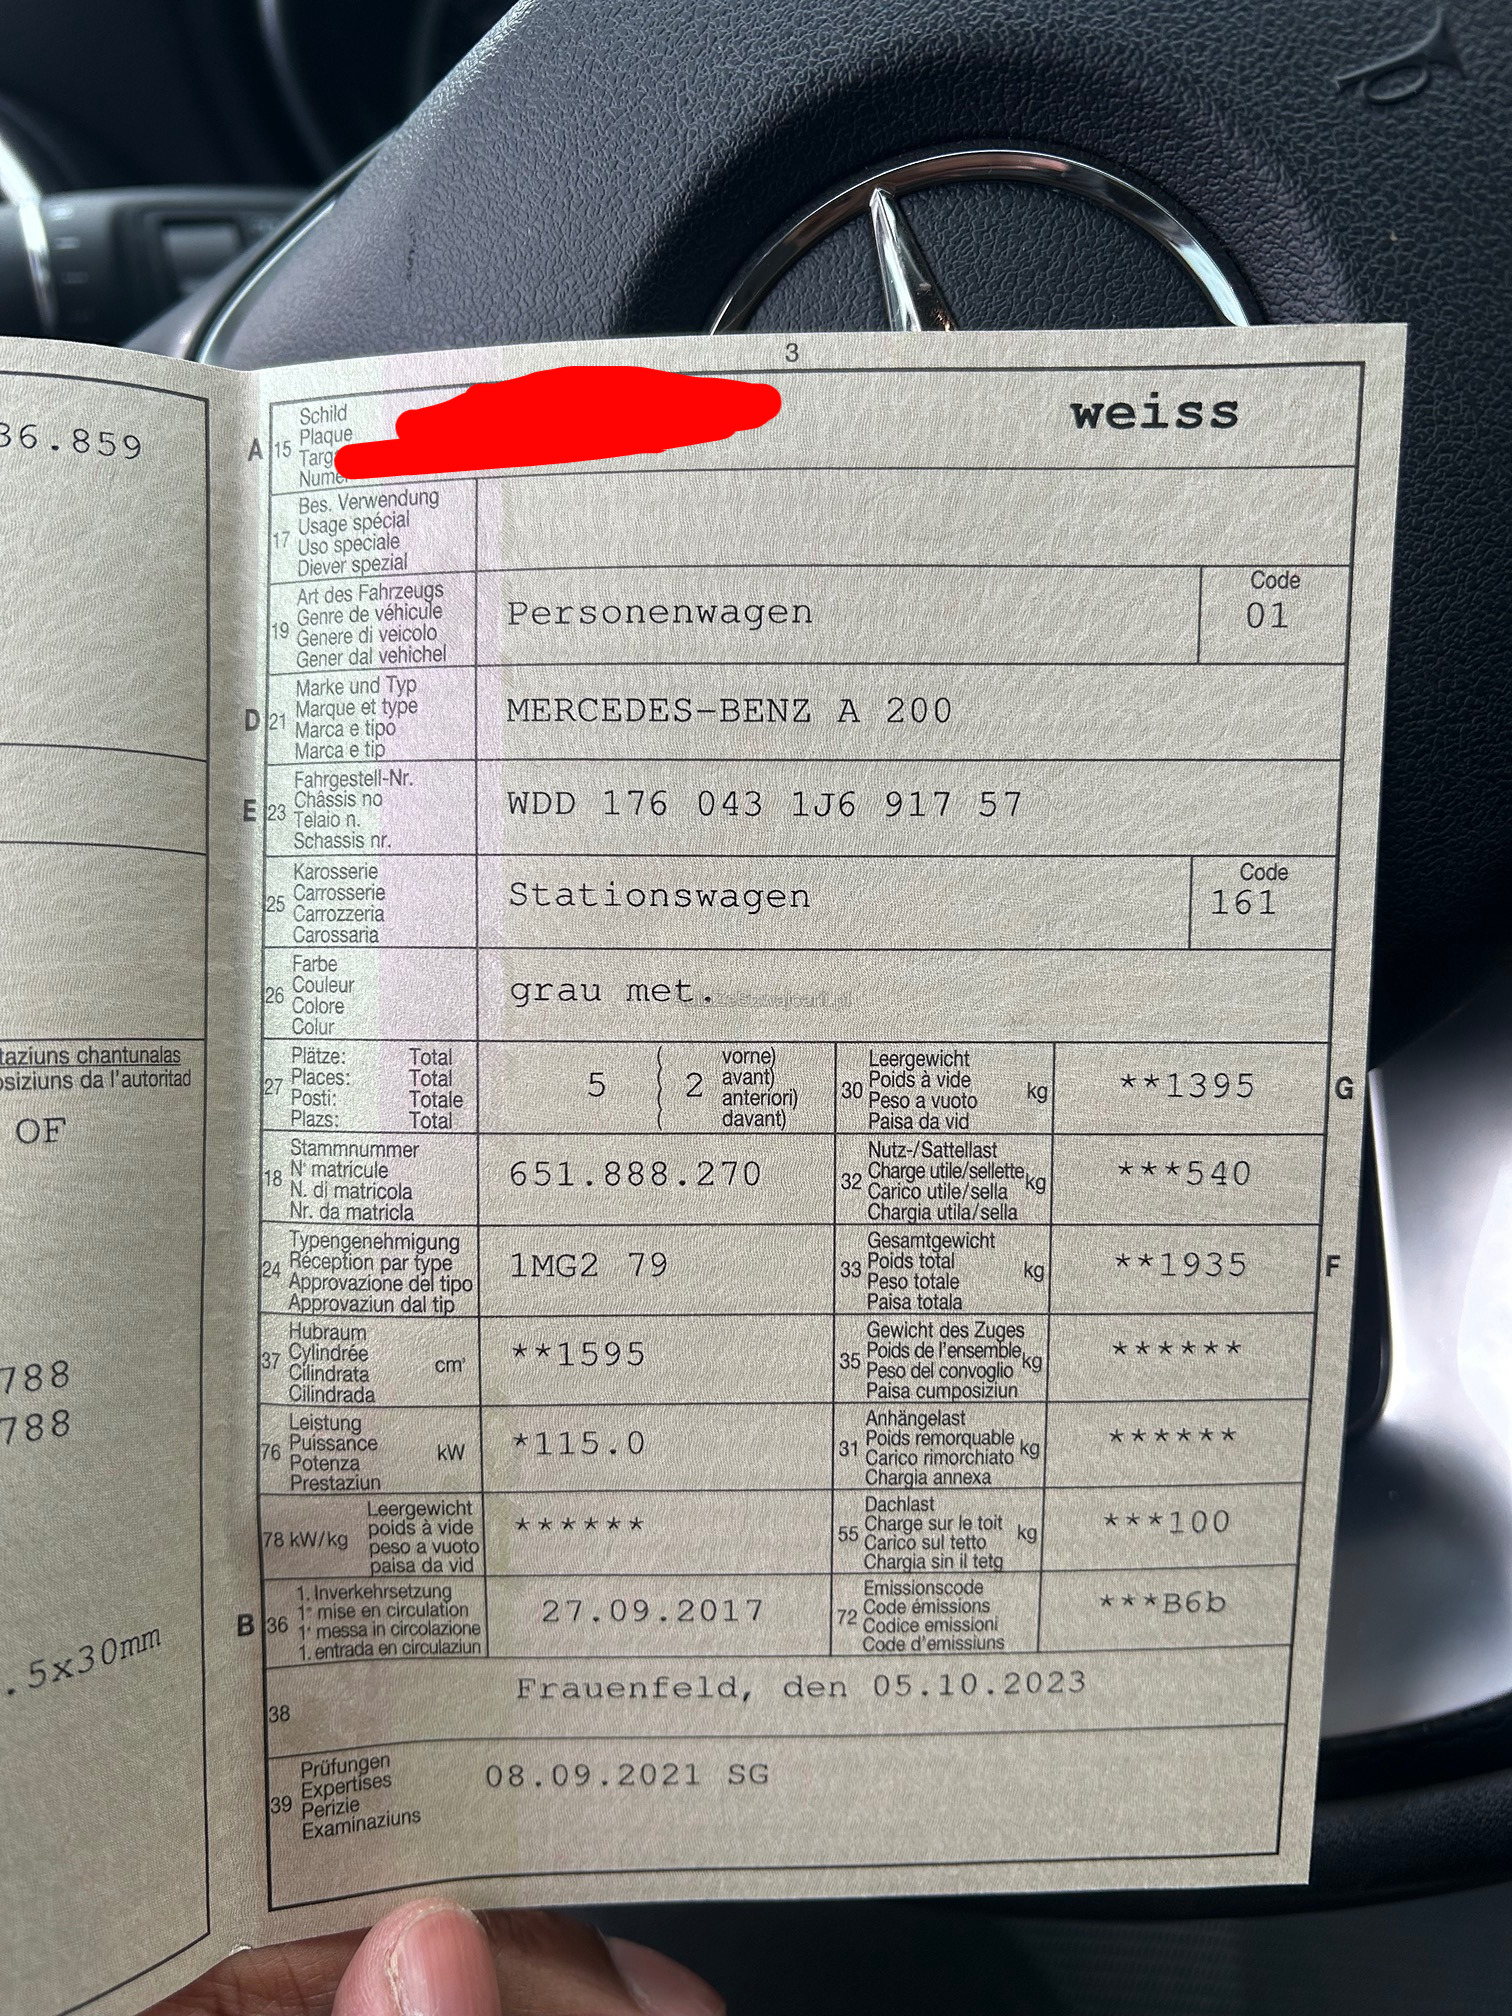 36.859
taziuns chantunalas
osiziuns da l'autoritad
OF
788
788
.5x30mm
3
A 15 Schild
Plaque
Targ
Nume
weiss
17 Bes. Verwendung
Usage spécial
Uso speciale
Diever spezial
19 Art des Fahrzeugs
Genre de véhicule
Genere di veicolo
Gener dal vehichel
Personenwagen
Code
01
D 21 Marke und Typ
Marque et type
Marca e tipo
Marca e tip
MERCEDES-BENZ A 200
E 23 Fahrgestell-Nr.
Châssis no
Telaio n.
Schassis nr.
WDD 176 043 1J6 917 57
25 Karosserie
Carrosserie
Carrozzeria
Carossaria
Stationswagen
Code
161
26 Farbe
Couleur
Colore
Colur
grau met.
27 Plätze: Total
Places: Total
Posti: Totale
Plazs: Total
5 ( 2 vorne)
( avant)
( anteriori)
( davant)
30 Leergewicht
Poids à vide kg
Peso a vuoto
Paisa da vid
**1395 G
18 Stammnummer
N° matricule
N. di matricola
Nr. da matricla
651.888.270
32 Nutz-/Sattellast
Charge utile/sellette kg
Carico utile/sella
Chargia utila/sella
***540
24 Typengenehmigung
Réception par type
Approvazione del tipo
Approvaziun dal tip
1MG2 79
33 Gesamtgewicht
Poids total kg
Peso totale
Paisa totala
**1935 F
37 Hubraum
Cylindrée cm³
Cilindrata
Cilindrada
**1595
35 Gewicht des Zuges
Poids de l'ensemble kg
Peso del convoglio
Paisa cumposiziun
******
76 Leistung
Puissance kW
Potenza
Prestaziun
*115.0
31 Anhängelast
Poids remorquable kg
Carico rimorchiato
Chargia annexa
******
78 kW/kg Leergewicht
poids à vide
peso a vuoto
paisa da vid
******
55 Dachlast
Charge sur le toit kg
Carico sul tetto
Chargia sin il tetg
***100
B 36 1. Inverkehrsetzung
1° mise en circulation
1° messa in circolazione
1. entrada en circulaziun
27.09.2017
72 Emissionscode
Code émissions
Codice emissioni
Code d'emissiuns
***B6b
38 Frauenfeld, den 05.10.2023
39 Prüfungen
Expertises
Perizie
Examinaziuns
08.09.2021 SG